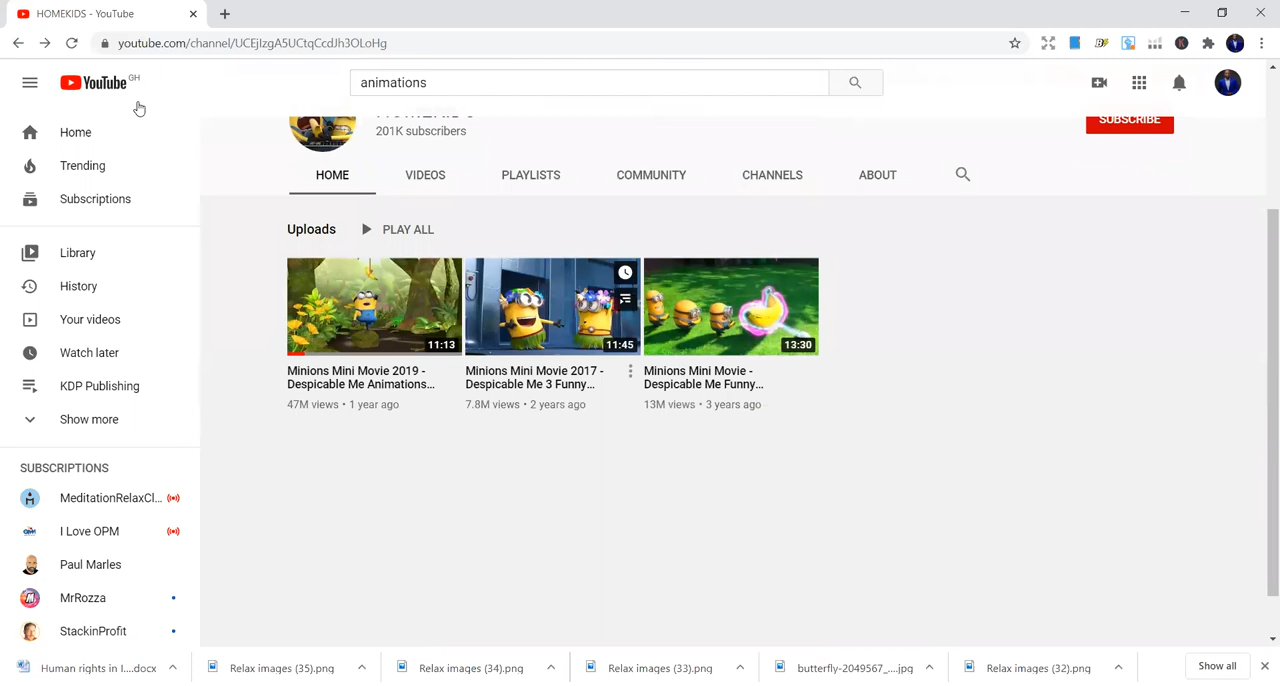 HOMEKIDS - YouTube
youtube.com/channel/UCEjIzgA5UCtqCcdJh3OLoHg
YouTube GH
animations
HOMEKIDS
201K subscribers
SUBSCRIBE
Home
Trending
Subscriptions
Library
History
Your videos
Watch later
KDP Publishing
Show more
SUBSCRIPTIONS
MeditationRelaxCl...
I Love OPM
Paul Marles
MrRozza
StackinProfit
HOME VIDEOS PLAYLISTS COMMUNITY CHANNELS ABOUT
Uploads PLAY ALL
11:13
11:45
13:30
Minions Mini Movie 2019 -
Despicable Me Animations...
47M views • 1 year ago
Minions Mini Movie 2017 -
Despicable Me 3 Funny...
7.8M views • 2 years ago
Minions Mini Movie -
Despicable Me Funny...
13M views • 3 years ago
Human rights in I....docx
Relax images (35).png
Relax images (34).png
Relax images (33).png
butterfly-2049567_....jpg
Relax images (32).png
Show all